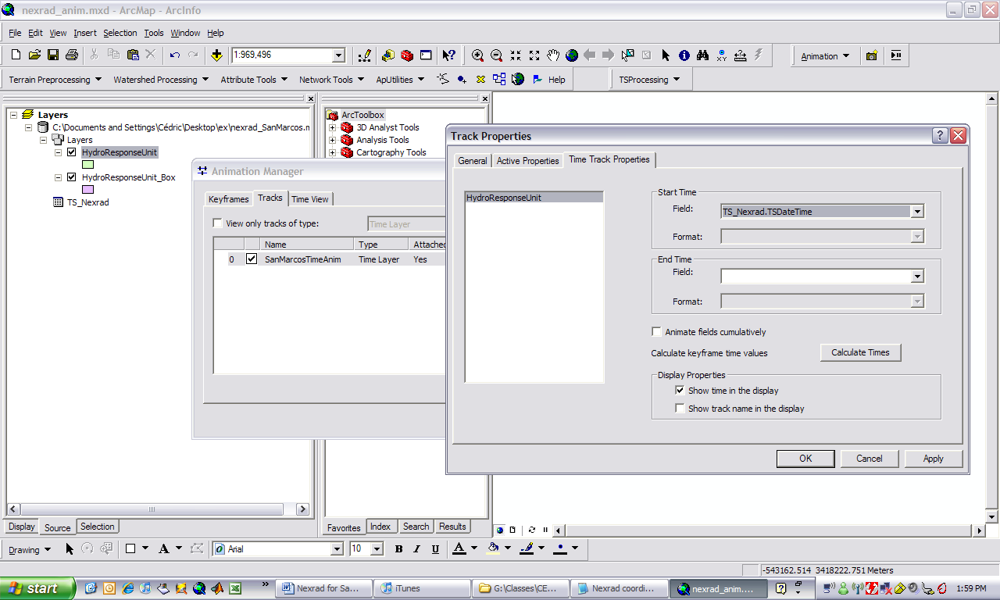 nexrad_anim.mxd - ArcMap - ArcInfo
File Edit View Insert Selection Tools Window Help
1:969,496
Animation
Terrain Preprocessing Watershed Processing Attribute Tools Network Tools ApUtilities Help TSProcessing
Layers
C:\Documents and Settings\Cédric\Desktop\ex\nexrad_SanMarcos.m
Layers
HydroResponseUnit
HydroResponseUnit_Box
TS_Nexrad
ArcToolbox
3D Analyst Tools
Analysis Tools
Cartography Tools
Animation Manager
Keyframes Tracks Time View
View only tracks of type: Time Layer
Name Type Attached
0 SanMarcosTimeAnim Time Layer Yes
Track Properties
General Active Properties Time Track Properties
HydroResponseUnit
Start Time
Field: TS_Nexrad.TSDateTime
Format:
End Time
Field:
Format:
Animate fields cumulatively
Calculate keyframe time values Calculate Times
Display Properties
Show time in the display
Show track name in the display
OK Cancel Apply
Display Source Selection
Favorites Index Search Results
Drawing A Arial 10 B I U A
-543162.514 3418222.751 Meters
start Nexrad for Sa... iTunes G:\Classes\CE... Nexrad coordin... nexrad_anim.... 1:59 PM